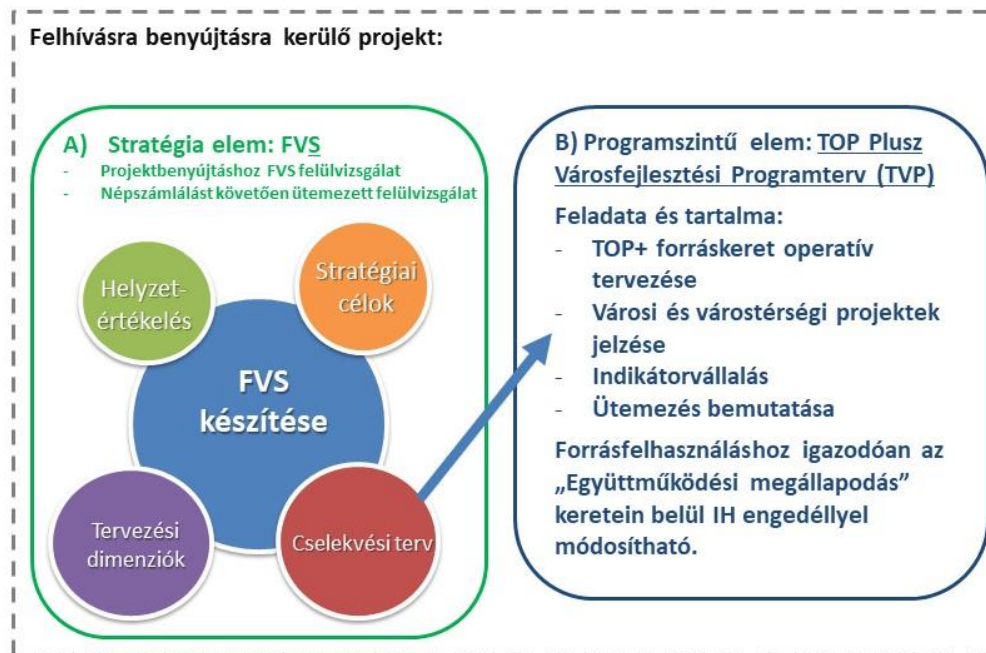 Felhívásra benyújtásra kerülő projekt:
A) Stratégia elem: FVS
- Projektbenyújtáshoz FVS felülvizsgálat
- Népszámlálást követően ütemezett felülvizsgálat
Helyzet-
értékelés
Stratégiai
célok
FVS
készítése
Tervezési
dimenziók
Cselekvési terv
B) Programszintű elem: TOP Plusz
Városfejlesztési Programterv (TVP)
Feladata és tartalma:
- TOP+ forráskeret operatív
tervezése
- Városi és várostérségi projektek
jelzése
- Indikátorvállalás
- Ütemezés bemutatása
Forrásfelhasználáshoz igazodóan az
„Együttműködési megállapodás”
keretein belül IH engedéllyel
módosítható.